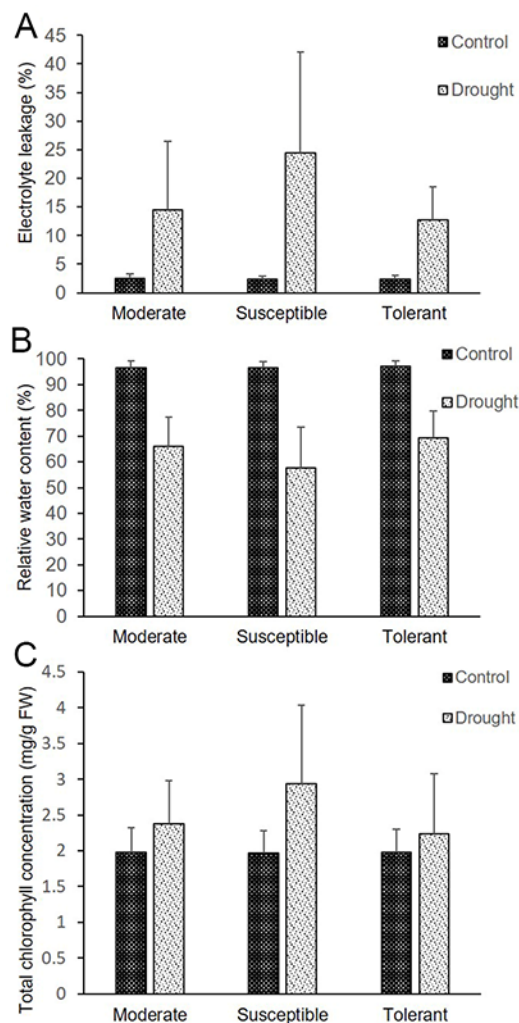 A
Electrolyte leakage (%)
45
40
35
30
25
20
15
10
5
0
Control
Drought
Moderate Susceptible Tolerant
B
Relative water content (%)
100
90
80
70
60
50
40
30
20
10
0
Control
Drought
Moderate Susceptible Tolerant
C
Total chlorophyll concentration (mg/g FW)
4.5
4
3.5
3
2.5
2
1.5
1
0.5
0
Control
Drought
Moderate Susceptible Tolerant